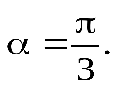 α = π/3.